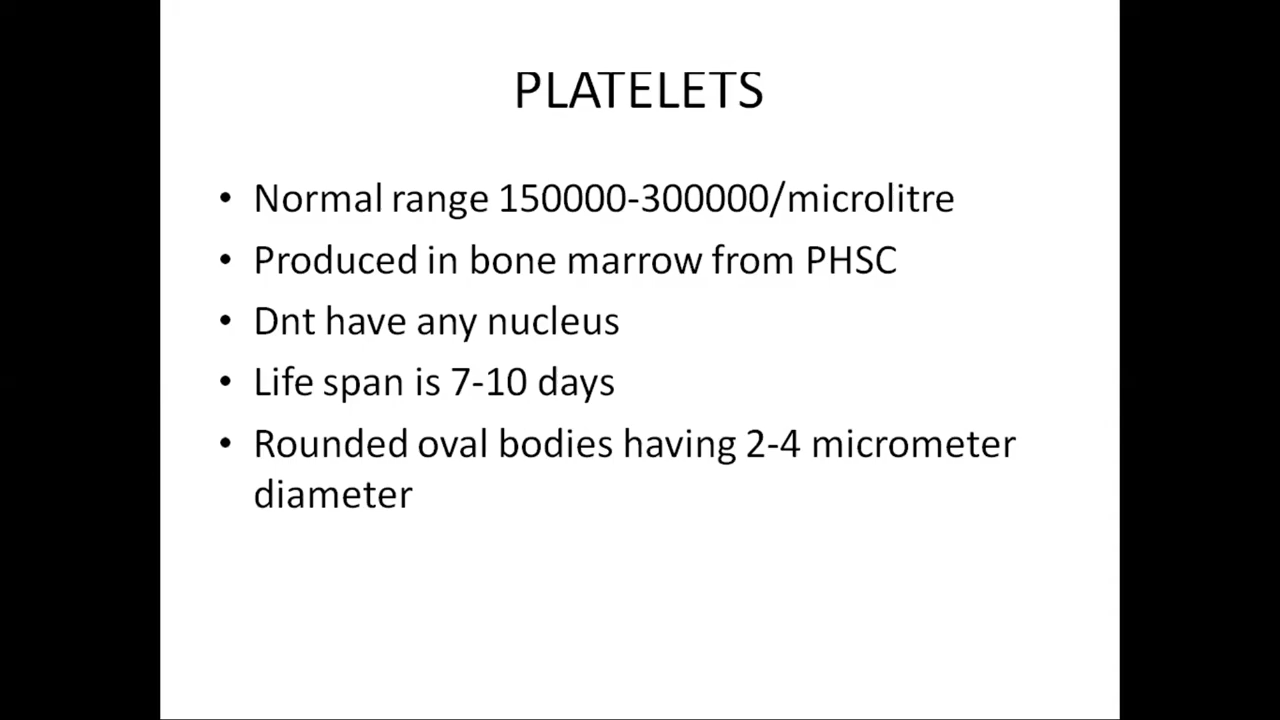 PLATELETS
• Normal range 150000-300000/microlitre
• Produced in bone marrow from PHSC
• Dnt have any nucleus
• Life span is 7-10 days
• Rounded oval bodies having 2-4 micrometer
diameter